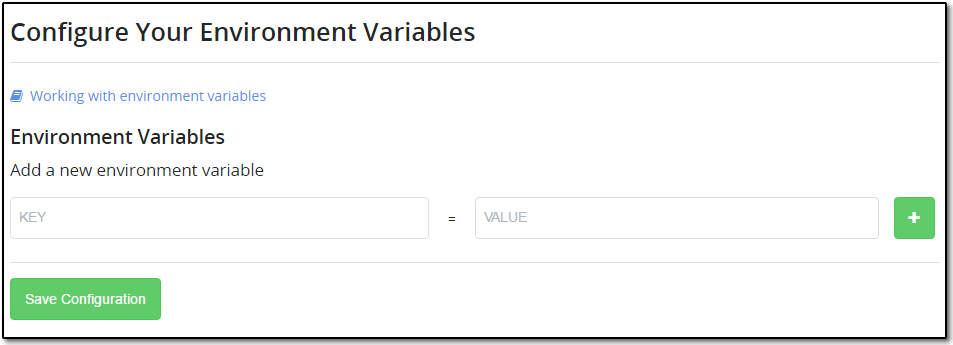 Configure Your Environment Variables
Working with environment variables
Environment Variables
Add a new environment variable
KEY = VALUE +
Save Configuration